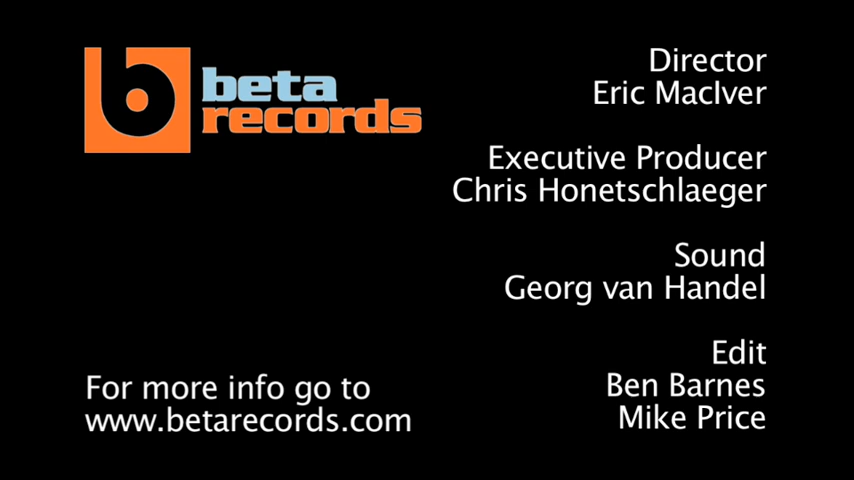 beta
records
Director
Eric MacIver
Executive Producer
Chris Honetschlaeger
Sound
Georg van Handel
Edit
Ben Barnes
Mike Price
For more info go to
www.betarecords.com